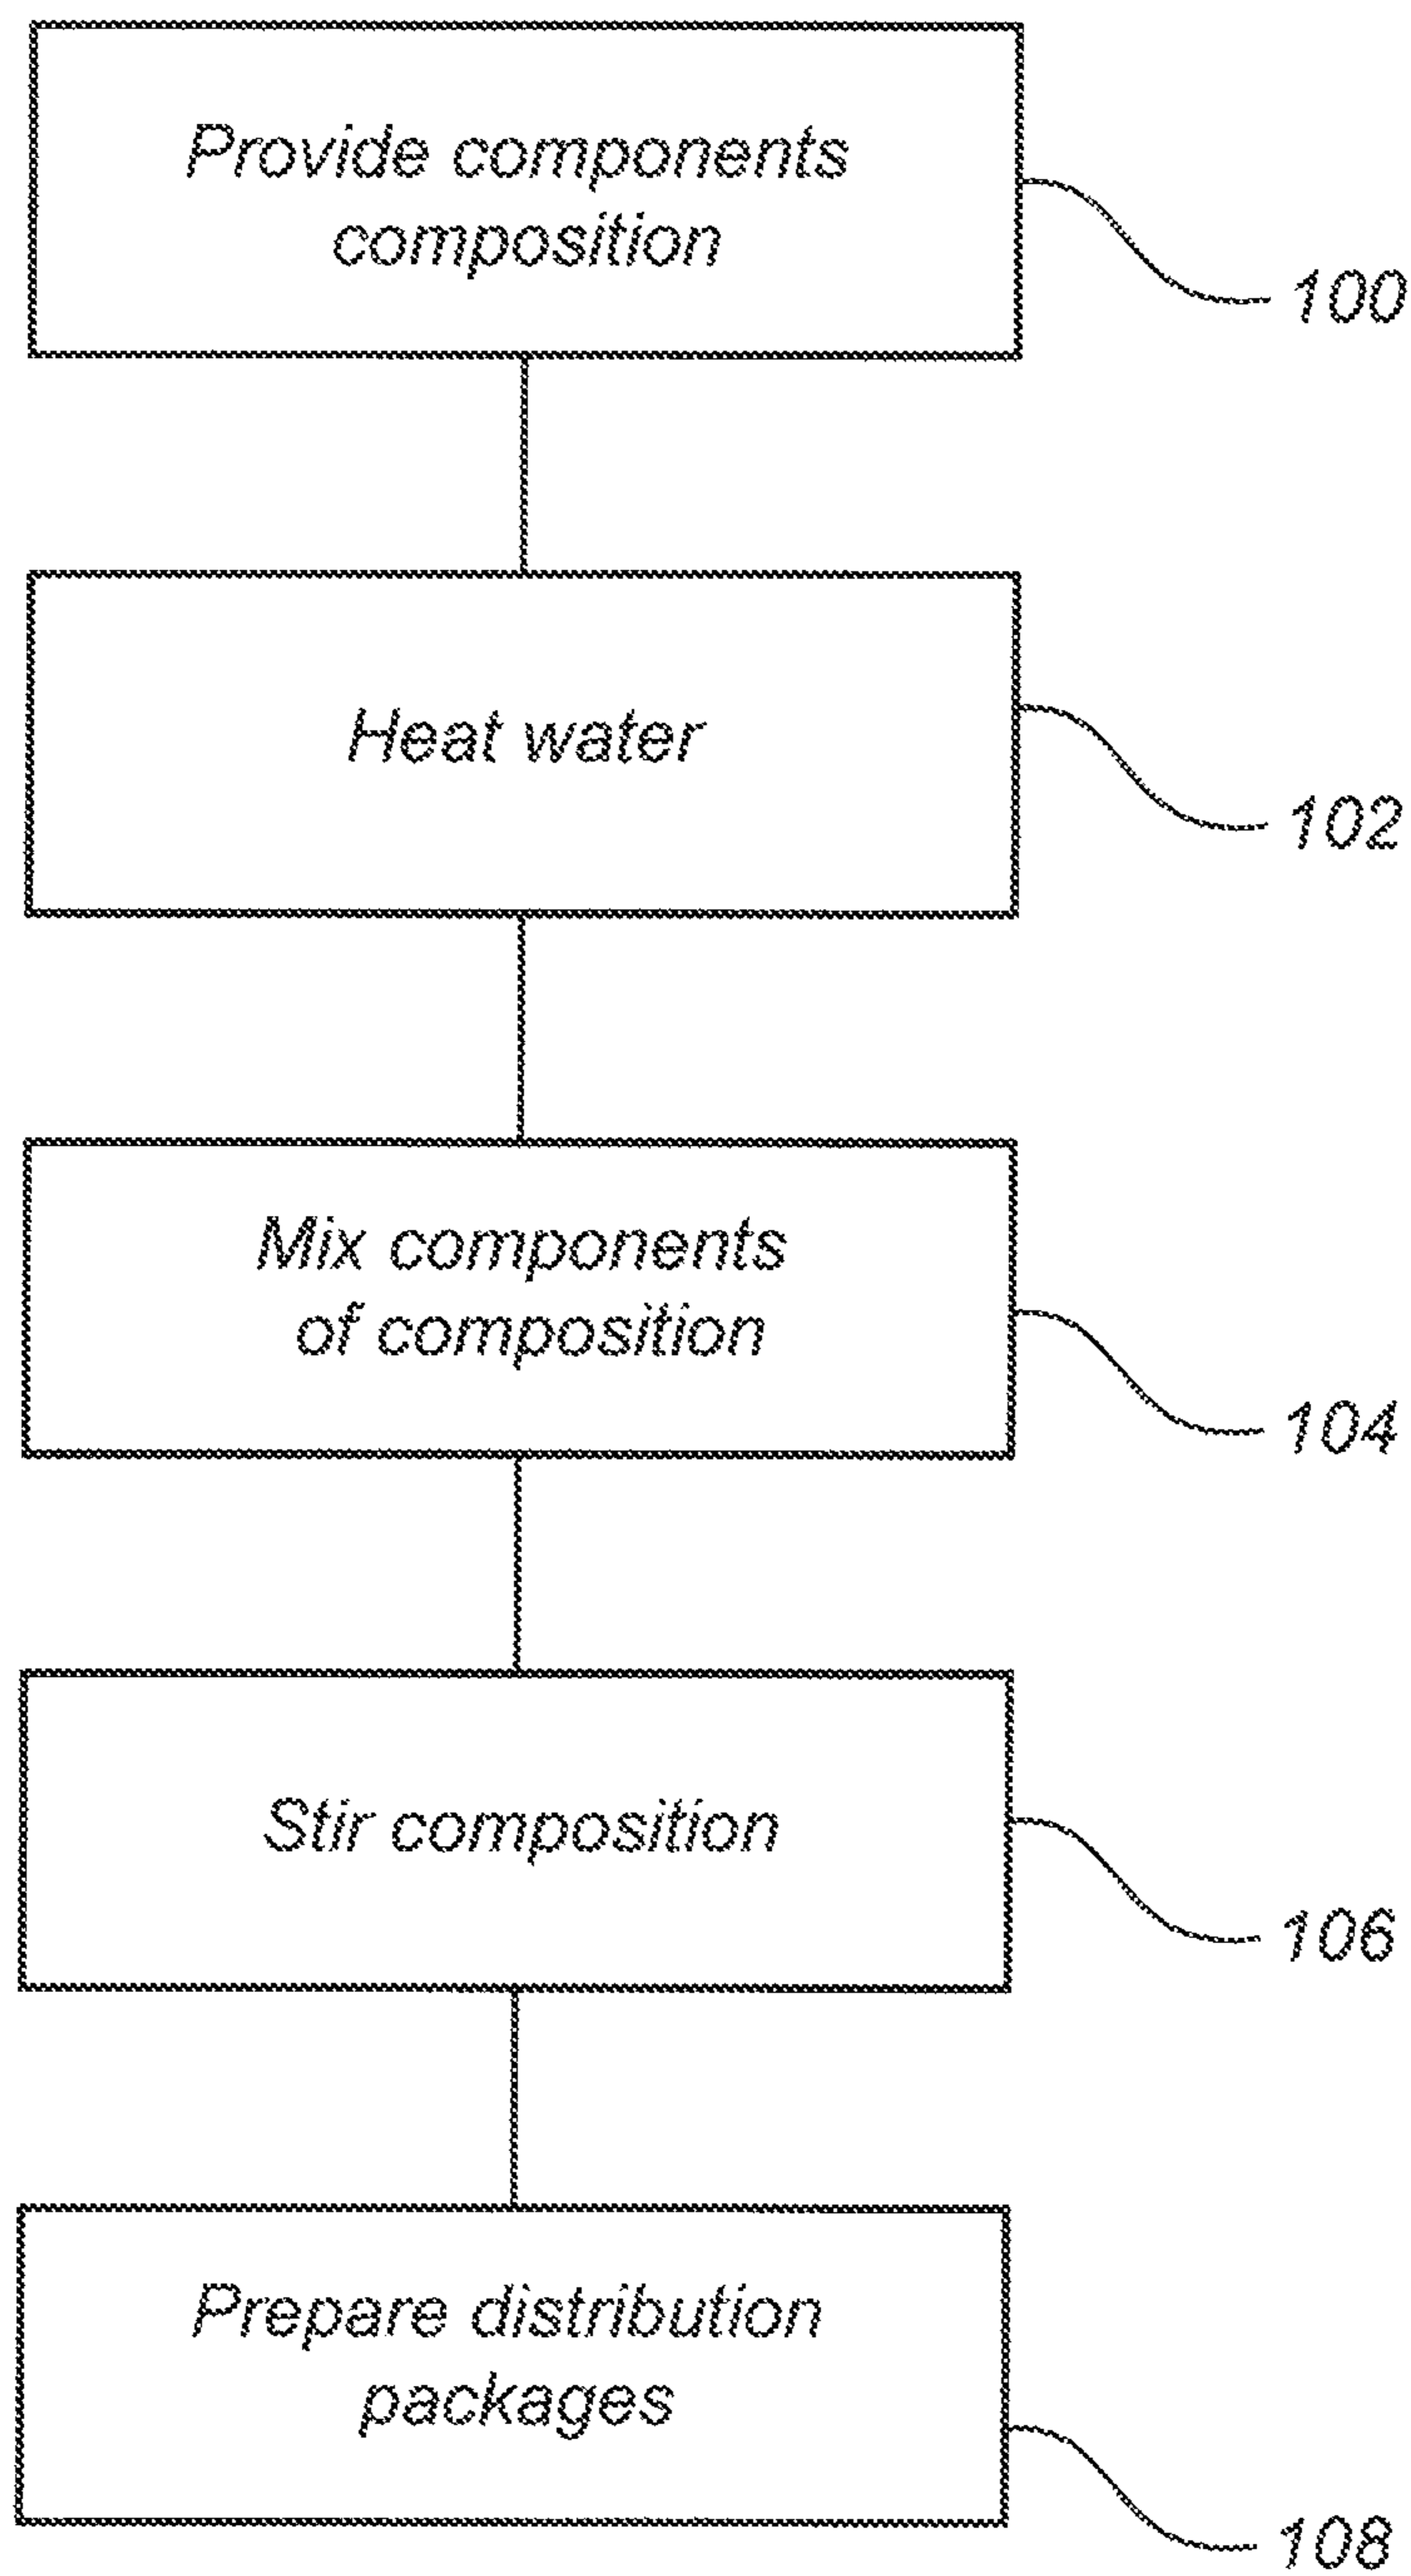 Provide components
composition
100
Heat water
102
Mix components
of composition
104
Stir composition
106
Prepare distribution
packages
108